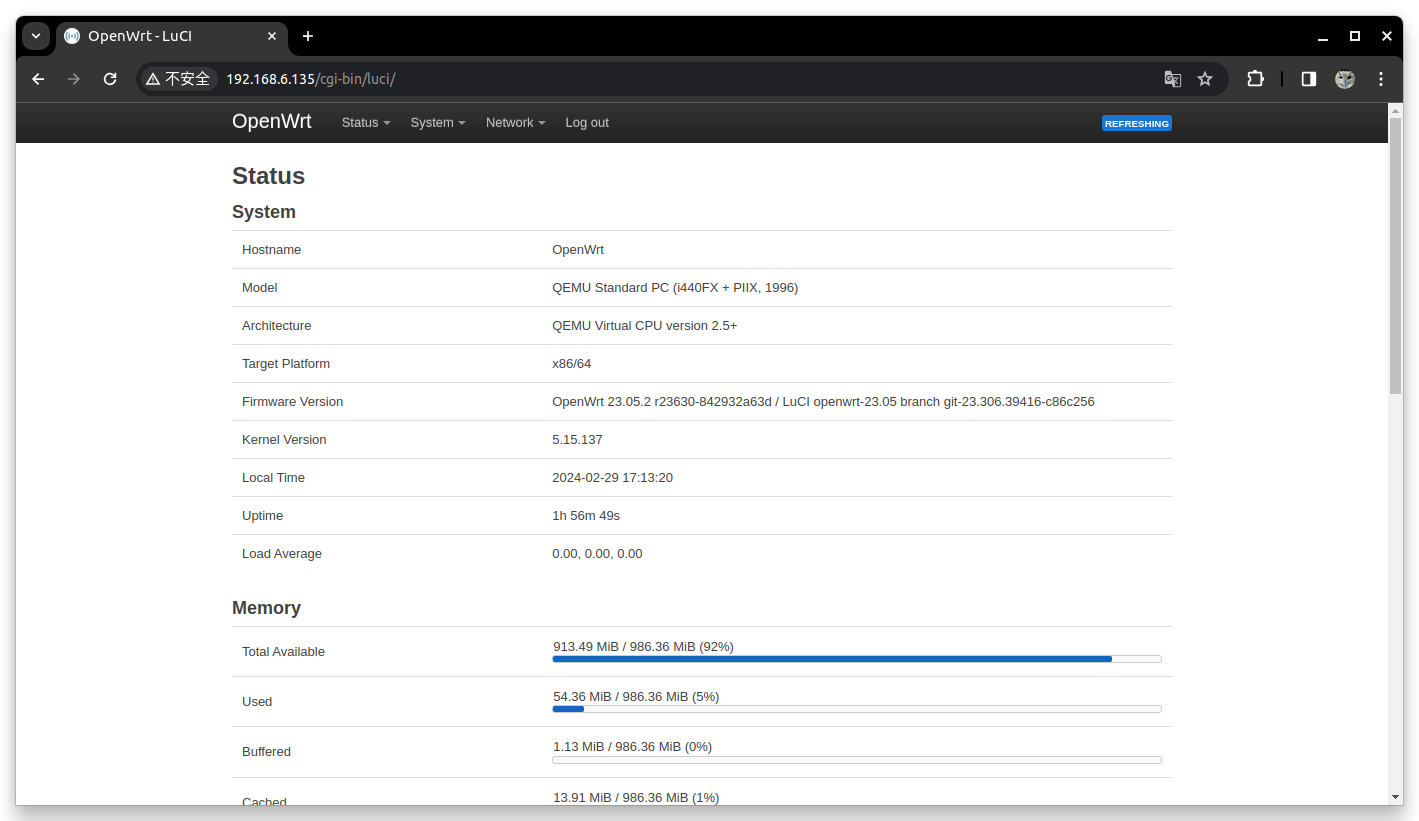 OpenWrt - LuCI
不安全 192.168.6.135/cgi-bin/luci/
OpenWrt Status System Network Log out REFRESHING
Status
System
Hostname OpenWrt
Model QEMU Standard PC (i440FX + PIIX, 1996)
Architecture QEMU Virtual CPU version 2.5+
Target Platform x86/64
Firmware Version OpenWrt 23.05.2 r23630-842932a63d / LuCI openwrt-23.05 branch git-23.306.39416-c86c256
Kernel Version 5.15.137
Local Time 2024-02-29 17:13:20
Uptime 1h 56m 49s
Load Average 0.00, 0.00, 0.00
Memory
Total Available 913.49 MiB / 986.36 MiB (92%)
Used 54.36 MiB / 986.36 MiB (5%)
Buffered 1.13 MiB / 986.36 MiB (0%)
Cached 13.91 MiB / 986.36 MiB (1%)